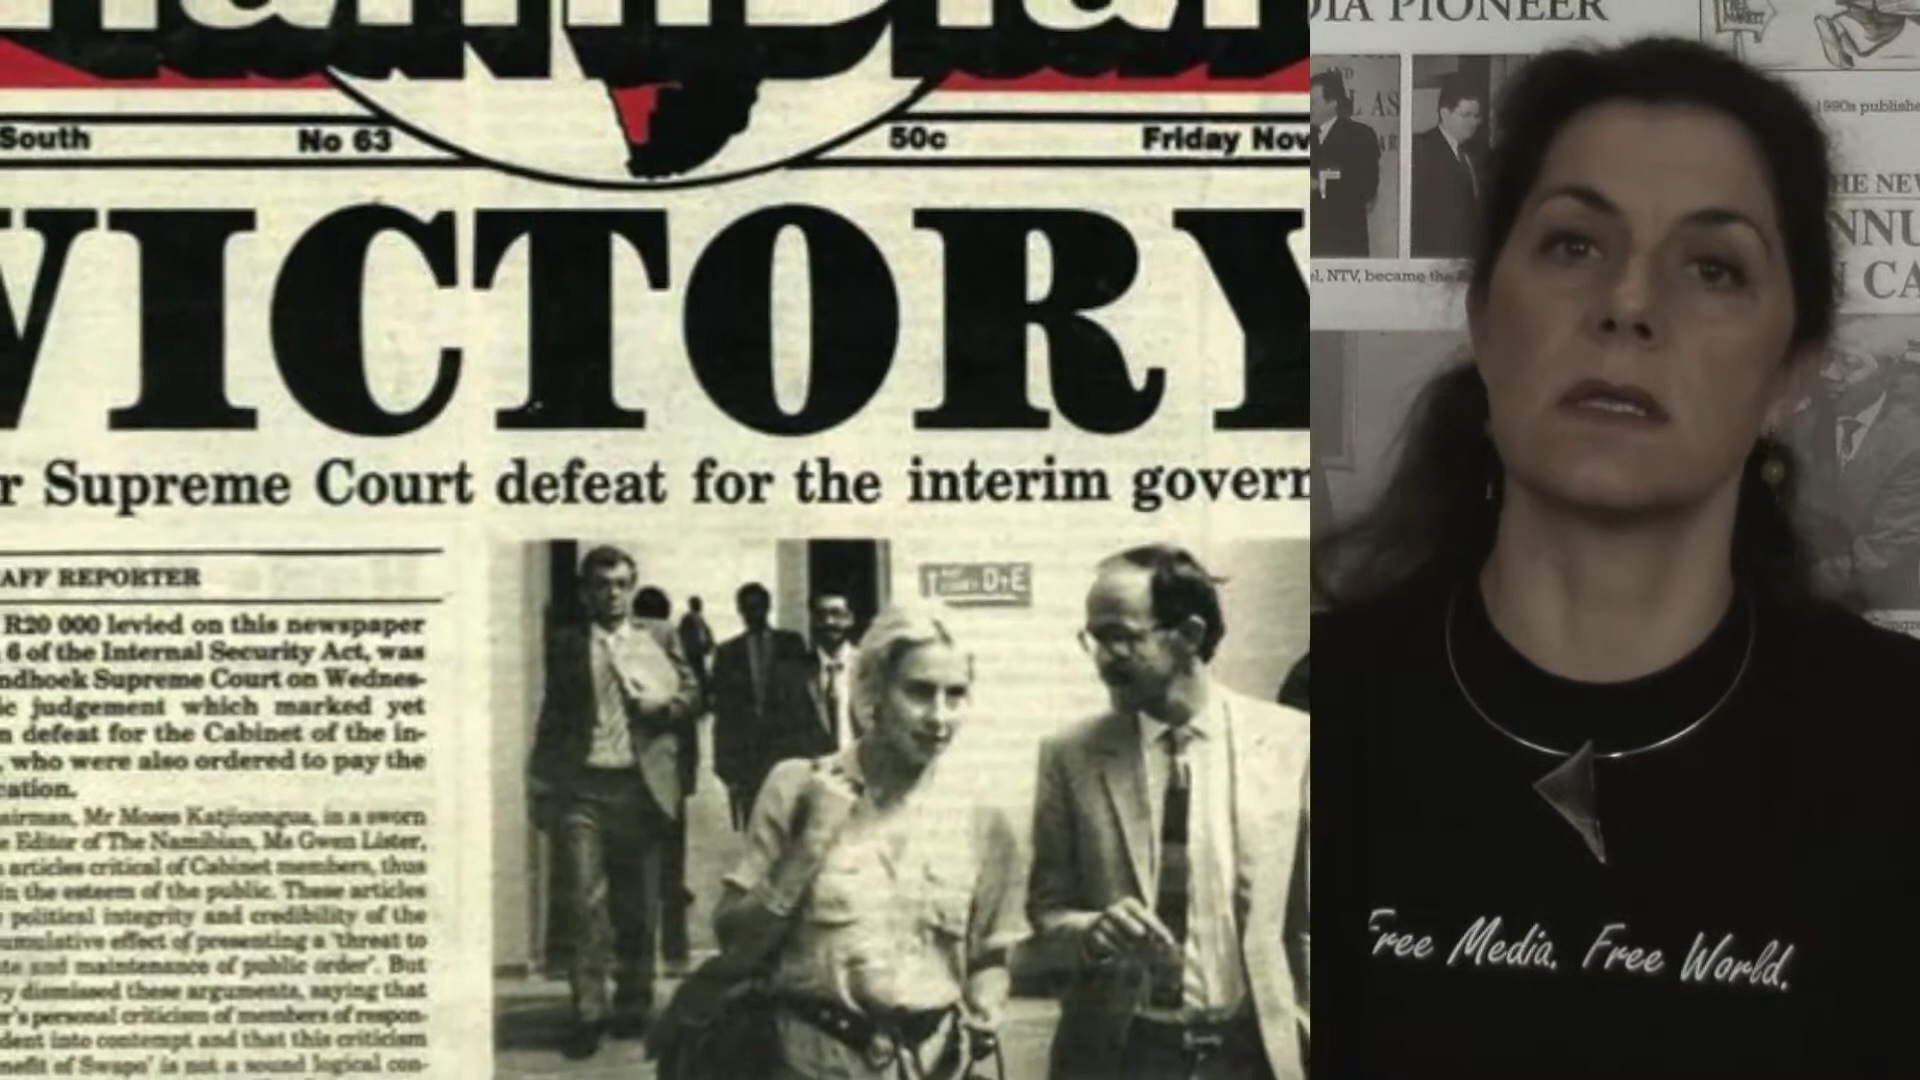 South No 63 50c Friday Nov
VICTORY
r Supreme Court defeat for the interim govern
AFF REPORTER
R20 000 levied on this newspaper
6 of the Internal Security Act, was
ndhoek Supreme Court on Wednes-
ic judgement which marked yet
n defeat for the Cabinet of the in-
, who were also ordered to pay the
cation.
airman, Mr Moses Katjiuongua, in a sworn
e Editor of The Namibian, Ms Gwen Lister,
articles critical of Cabinet members, thus
in the esteem of the public. These articles
political integrity and credibility of the
cumulative effect of presenting a 'threat to
te and maintenance of public order'. But
y dismissed these arguments, saying that
r's personal criticism of members of respon-
dent into contempt and that this criticism
nefit of Swapo' is not a sound logical con-
DIA PIONEER
L AS
1990s publishe
HE NEW
NNU
CA
el, NTV, became the
Free Media. Free World.